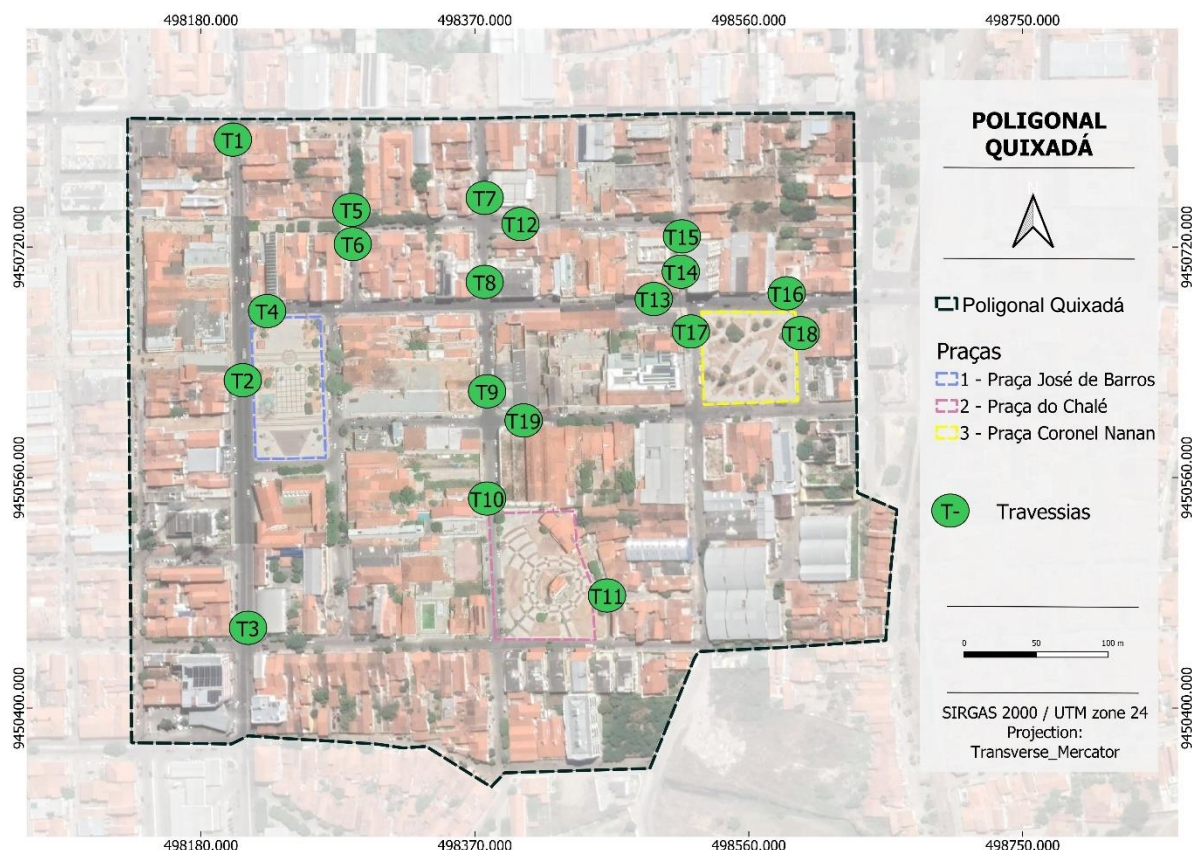 498180.000 498370.000 498560.000 498750.000
9450720.000
9450560.000
9450400.000
T1
T5
T6
T7
T12
T15
T14
T8
T13
T16
T4
T17
T18
T2
T9
T19
T10
T11
T3
POLIGONAL
QUIXADÁ
Poligonal Quixadá
Praças
1 - Praça José de Barros
2 - Praça do Chalé
3 - Praça Coronel Nanan
T- Travessias
0 50 100 m
SIRGAS 2000 / UTM zone 24
Projection:
Transverse_Mercator
9450720.000
9450560.000
9450400.000
498180.000 498370.000 498560.000 498750.000